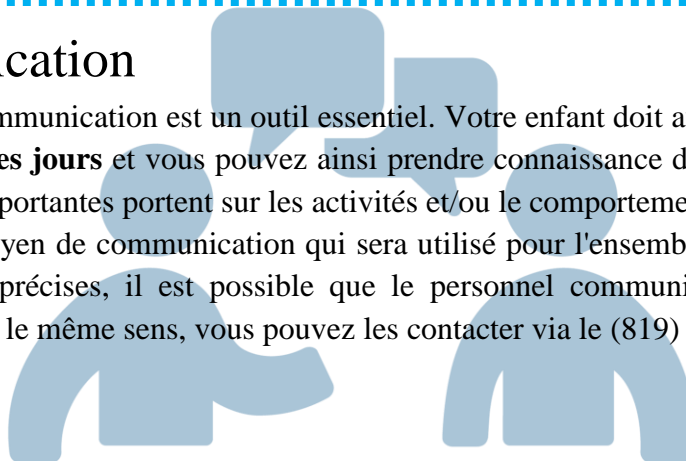 ication
mmunication est un outil essentiel. Votre enfant doit a
es jours et vous pouvez ainsi prendre connaissance d
portantes portent sur les activités et/ou le comporteme
yen de communication qui sera utilisé pour l'ensemb
précises, il est possible que le personnel communi
le même sens, vous pouvez les contacter via le (819)